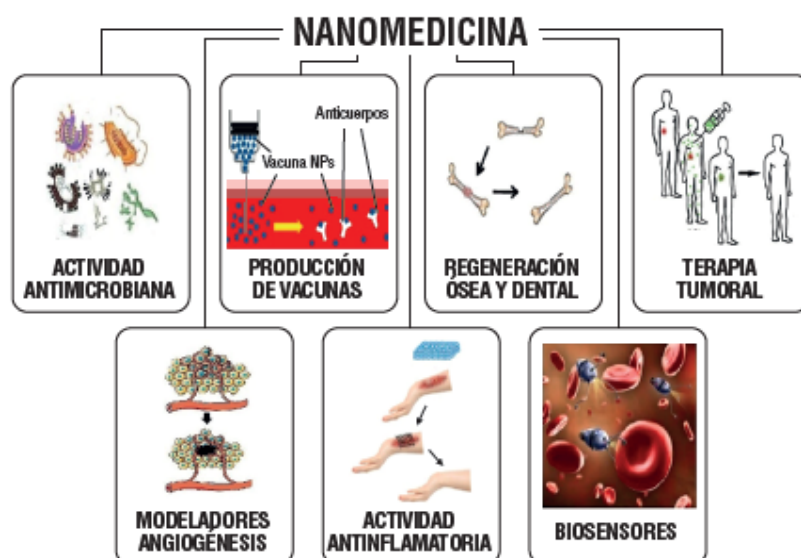 NANOMEDICINA
ACTIVIDAD
ANTIMICROBIANA
Anticuerpos
Vacuna NPs
PRODUCCIÓN
DE VACUNAS
REGENERACIÓN
ÓSEA Y DENTAL
TERAPIA
TUMORAL
MODELADORES
ANGIOGÉNESIS
ACTIVIDAD
ANTINFLAMATORIA
BIOSENSORES